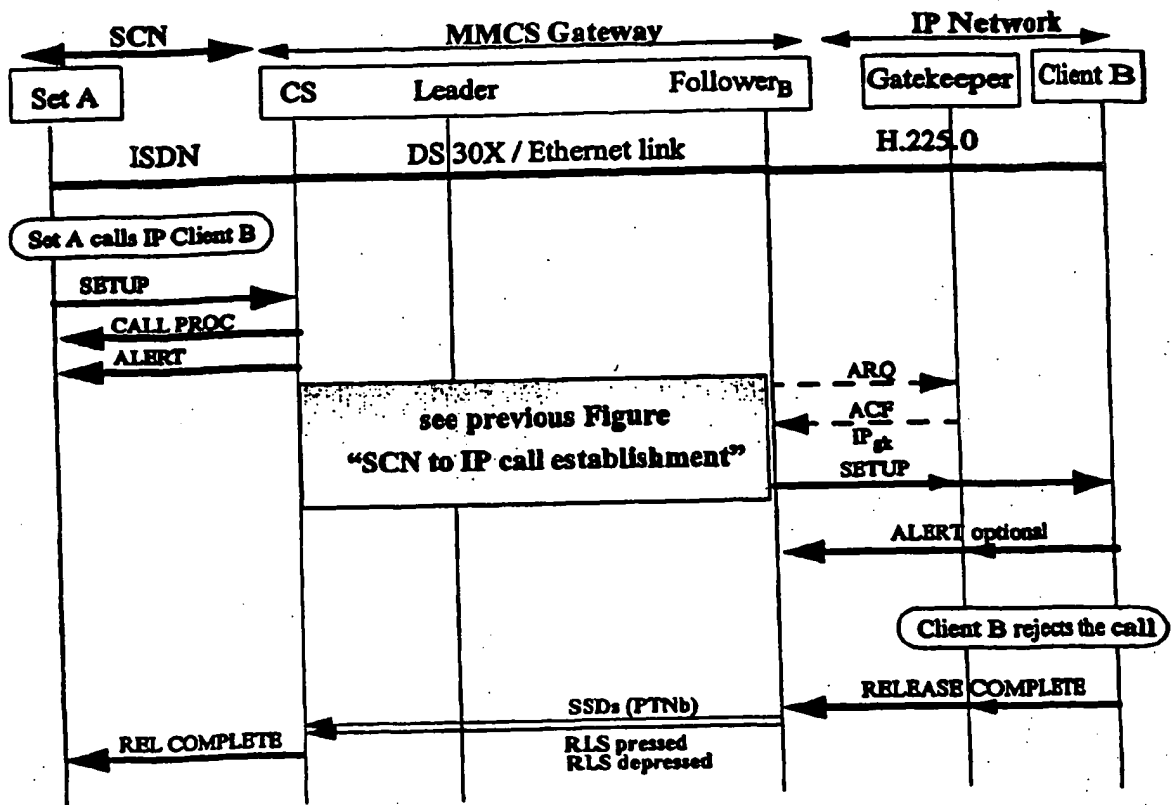 SCN
MMCS Gateway
IP Network
Set A
CS
Leader
Follower_B
Gatekeeper
Client B
ISDN
DS 30X / Ethernet link
H.225.0
Set A calls IP Client B
SETUP
CALL PROC
ALERT
ARQ
see previous Figure
ACF
IP_gk
"SCN to IP call establishment"
SETUP
ALERT optional
Client B rejects the call
RELEASE COMPLETE
SSDs (PTNb)
REL COMPLETE
RLS pressed
RLS depressed